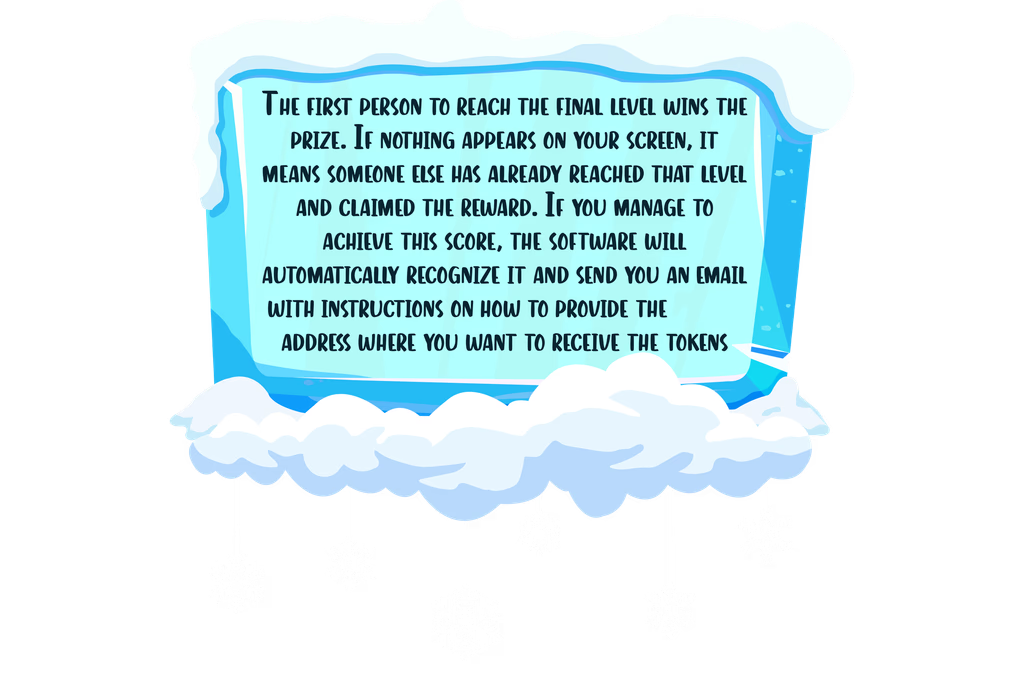 The first person to reach the final level wins the
prize. If nothing appears on your screen, it
means someone else has already reached that level
and claimed the reward. If you manage to
achieve this score, the software will
automatically recognize it and send you an email
with instructions on how to provide the
address where you want to receive the tokens